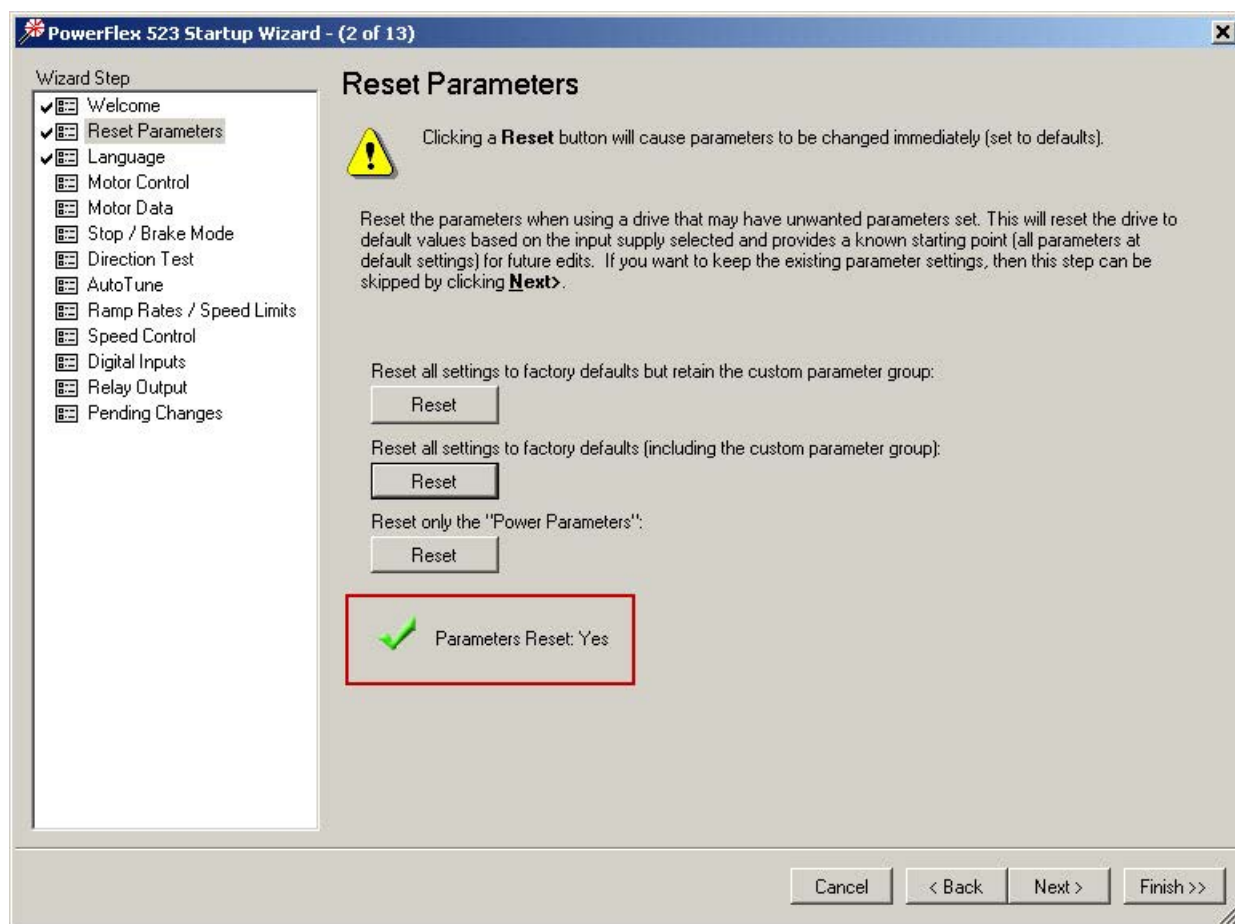 PowerFlex 523 Startup Wizard - (2 of 13)
Wizard Step
Welcome
Reset Parameters
Language
Motor Control
Motor Data
Stop / Brake Mode
Direction Test
AutoTune
Ramp Rates / Speed Limits
Speed Control
Digital Inputs
Relay Output
Pending Changes
Reset Parameters
Clicking a Reset button will cause parameters to be changed immediately (set to defaults).
Reset the parameters when using a drive that may have unwanted parameters set. This will reset the drive to
default values based on the input supply selected and provides a known starting point (all parameters at
default settings) for future edits. If you want to keep the existing parameter settings, then this step can be
skipped by clicking Next>.
Reset all settings to factory defaults but retain the custom parameter group:
Reset
Reset all settings to factory defaults (including the custom parameter group):
Reset
Reset only the "Power Parameters":
Reset
Parameters Reset: Yes
Cancel
< Back
Next >
Finish >>